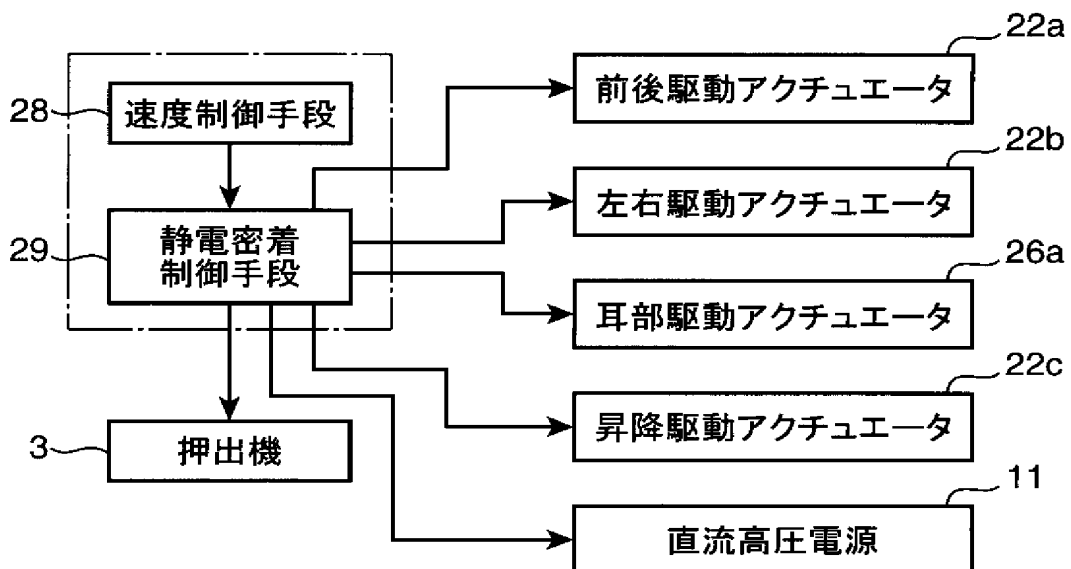 22a
前後駆動アクチュエータ
28
速度制御手段
22b
左右駆動アクチュエータ
29
静電密着
制御手段
26a
耳部駆動アクチュエータ
22c
昇降駆動アクチュエータ
3
押出機
11
直流高圧電源